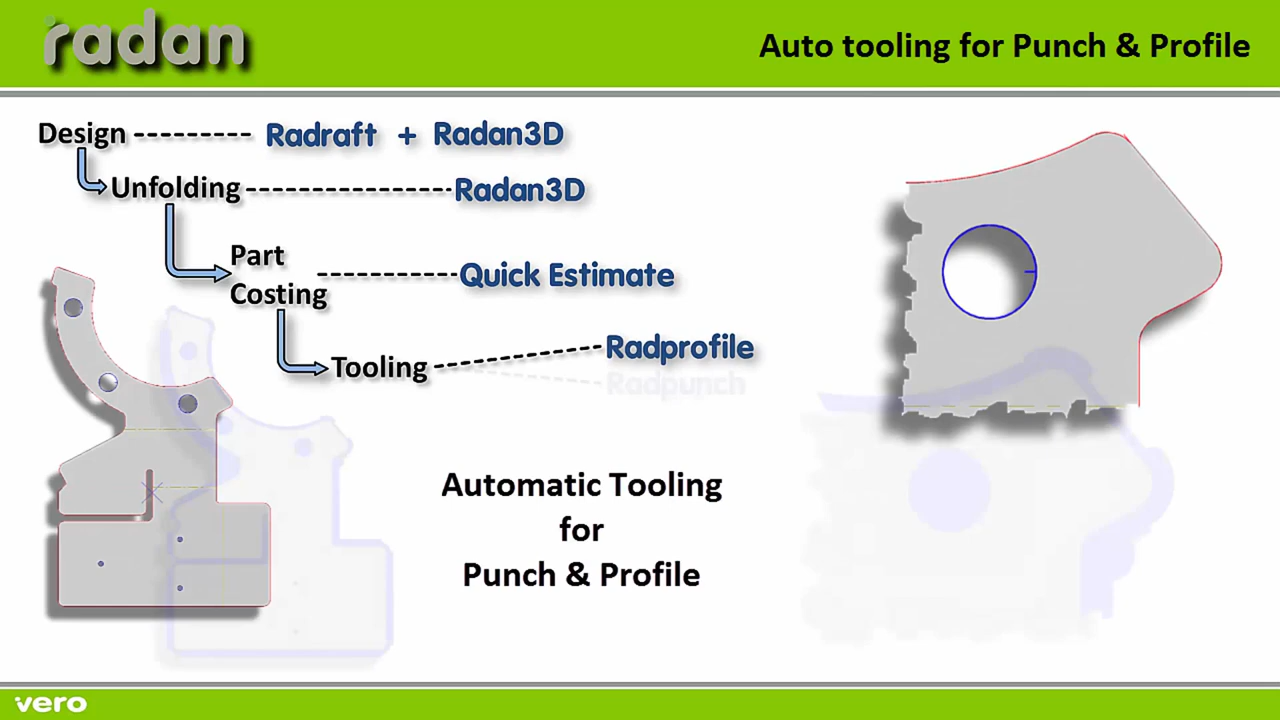 radan
Auto tooling for Punch & Profile
Design --------- Radraft + Radan3D
Unfolding --------------- Radan3D
Part
Costing ---------- Quick Estimate
Tooling ---------- Radprofile
Radpunch
Automatic Tooling
for
Punch & Profile
vero